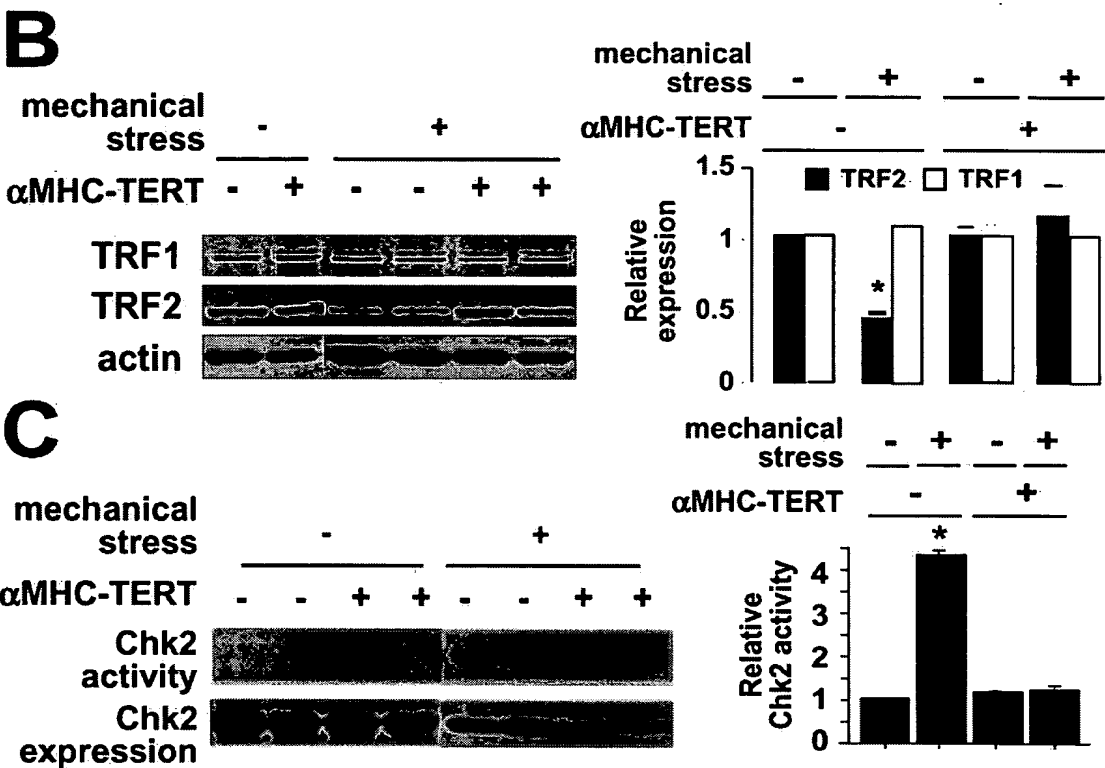 B
mechanical
stress
- +
αMHC-TERT - + - - + +
TRF1
TRF2
actin
mechanical
stress
- + - +
αMHC-TERT - +
1.5
1
0.5
0
Relative
expression
TRF2 TRF1
*
C
mechanical
stress
- +
αMHC-TERT - - + + - - + +
Chk2
activity
Chk2
expression
mechanical
stress
- + - +
αMHC-TERT - +
*
4
3
2
1
0
Relative
Chk2 activity